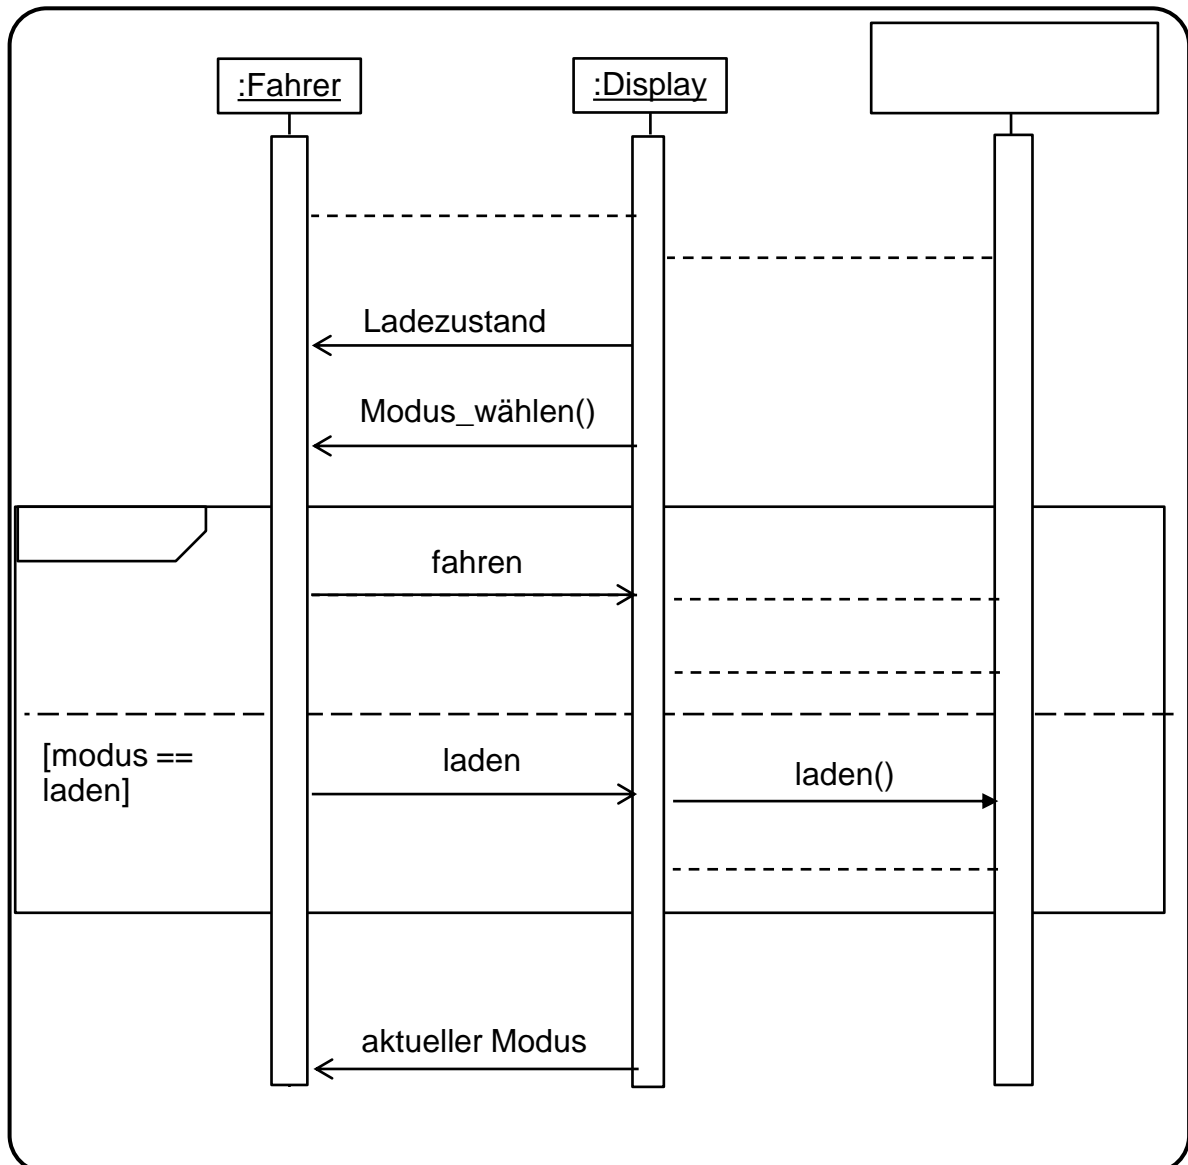 :Fahrer
:Display
Ladezustand
Modus_wählen()
fahren
[modus ==
laden]
laden
laden()
aktueller Modus